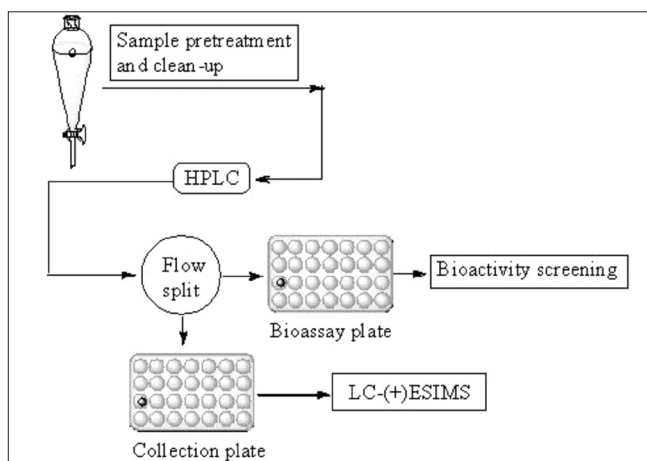 Sample pretreatment
and clean-up
HPLC
Flow
split
Bioactivity screening
Bioassay plate
LC-(+)ESIMS
Collection plate